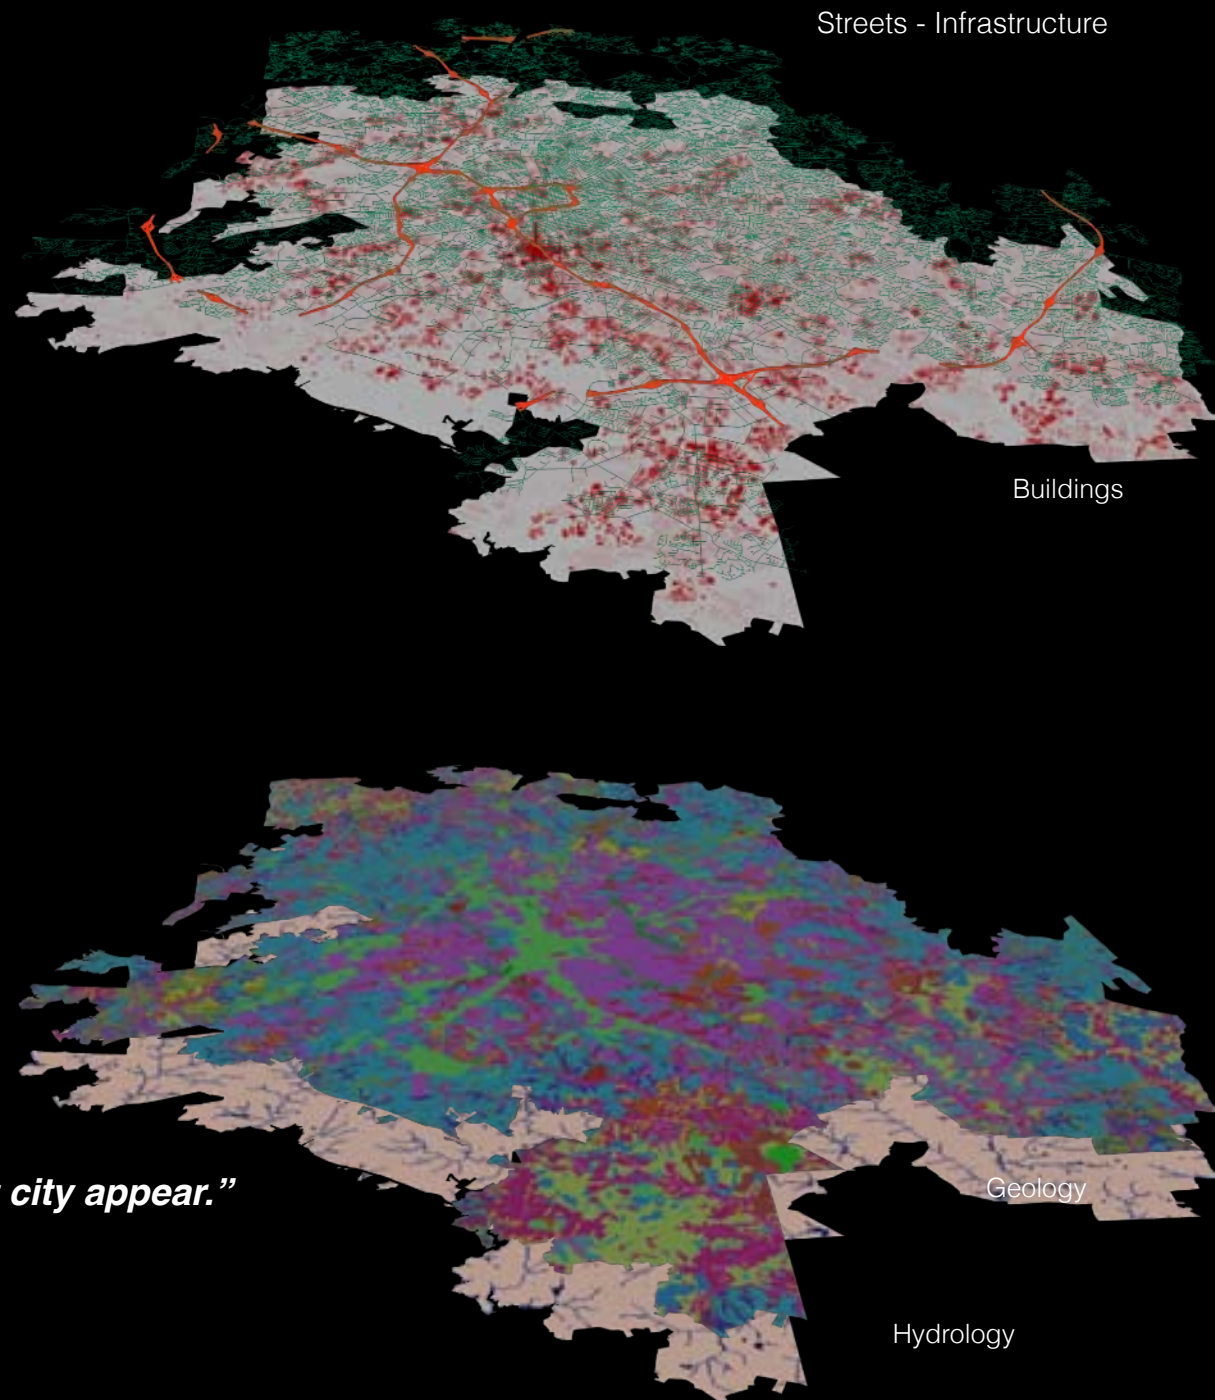 Streets - Infrastructure
Buildings
city appear.”
Geology
Hydrology